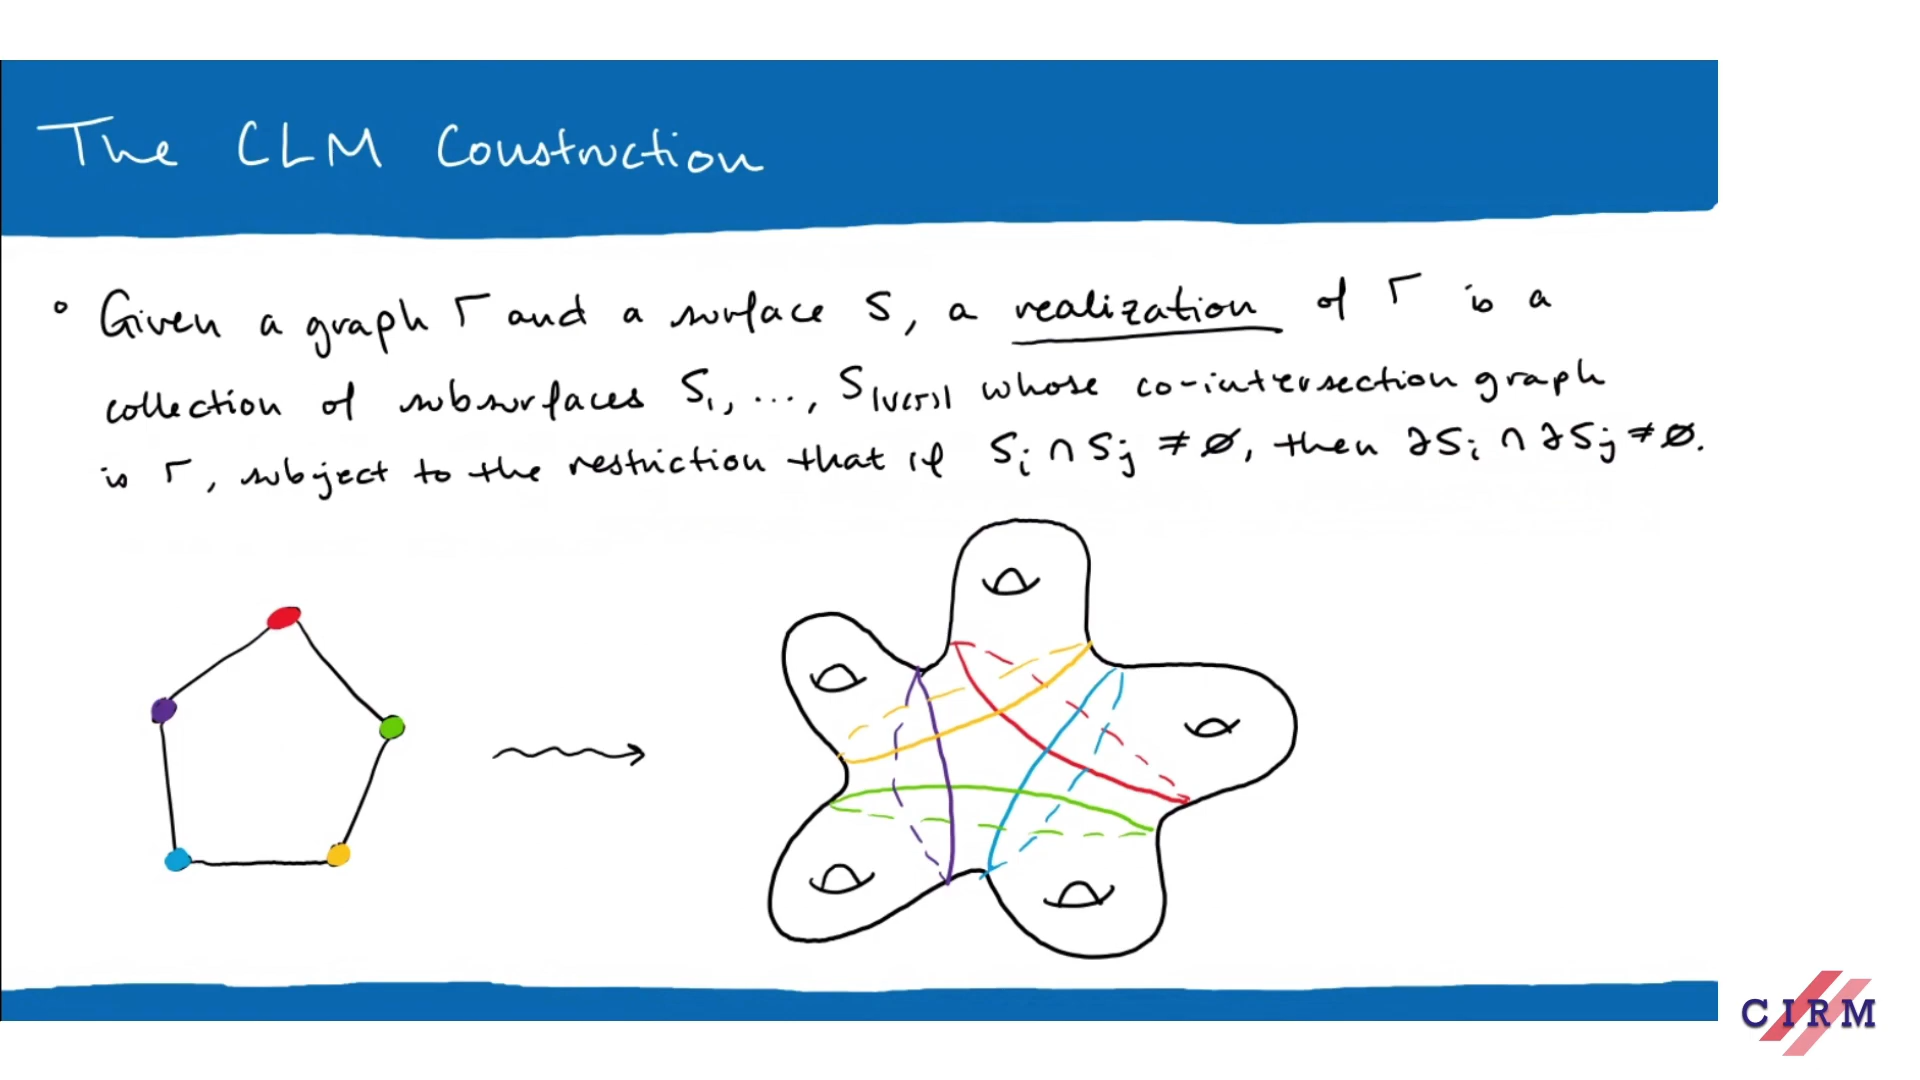 The CLM Construction
• Given a graph Γ and a surface S, a realization of Γ is a
collection of subsurfaces S₁, ..., S|V(Γ)| whose co-intersection graph
is Γ, subject to the restriction that if Sᵢ ∩ Sⱼ ≠ ∅, then ∂Sᵢ ∩ ∂Sⱼ ≠ ∅.
CIRM